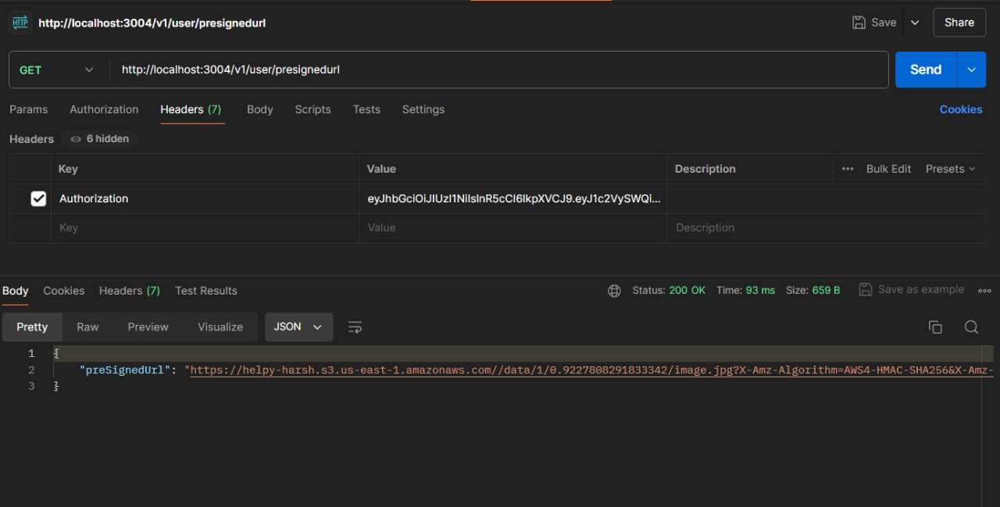 HTTP http://localhost:3004/v1/user/presignedurl Save Share
GET http://localhost:3004/v1/user/presignedurl Send
Params Authorization Headers (7) Body Scripts Tests Settings Cookies
Headers 6 hidden
Key Value Description ••• Bulk Edit Presets
Authorization eyJhbGciOiJIUzI1NiIsInR5cCI6IkpXVCJ9.eyJ1c2VySWQi...
Key Value Description
Body Cookies Headers (7) Test Results Status: 200 OK Time: 93 ms Size: 659 B Save as example
Pretty Raw Preview Visualize JSON
1 {
2 "preSignedUrl": "https://helpy-harsh.s3.us-east-1.amazonaws.com//data/1/0.9227808291833342/image.jpg?X-Amz-Algorithm=AWS4-HMAC-SHA256&X-Amz-
3 }